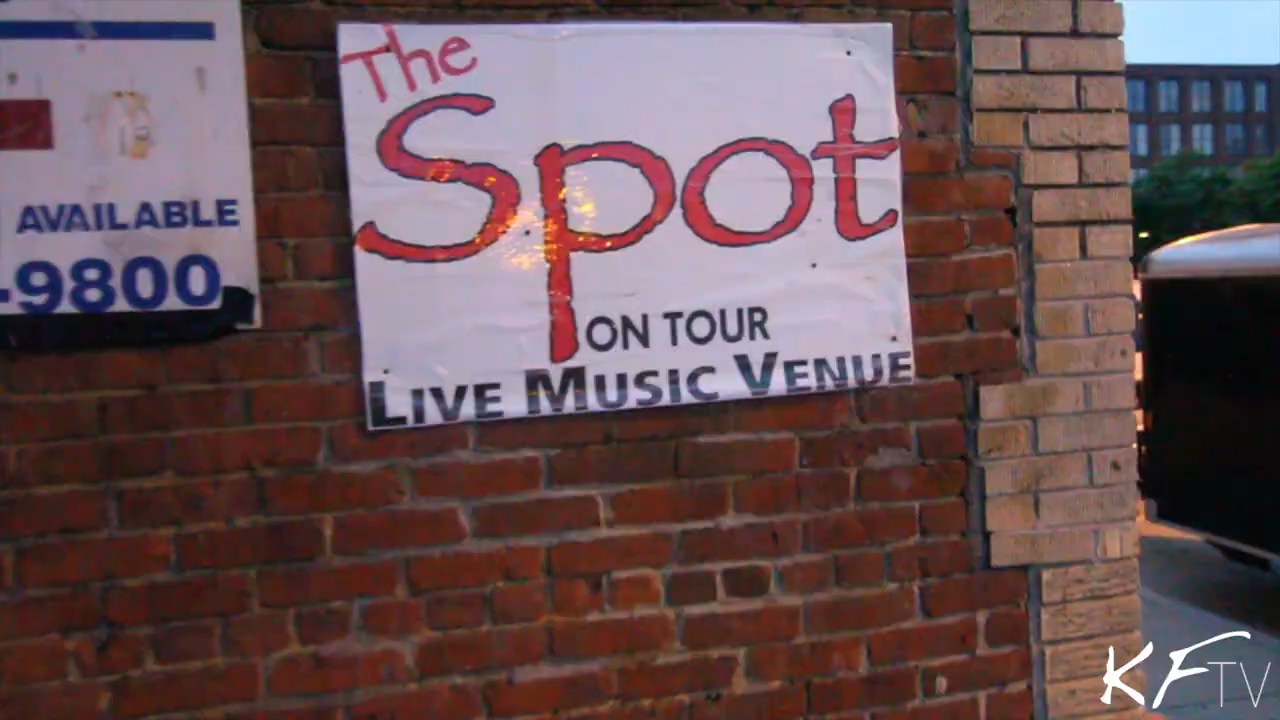 AVAILABLE
-9800
The
Spot
ON TOUR
LIVE MUSIC VENUE
KFTV